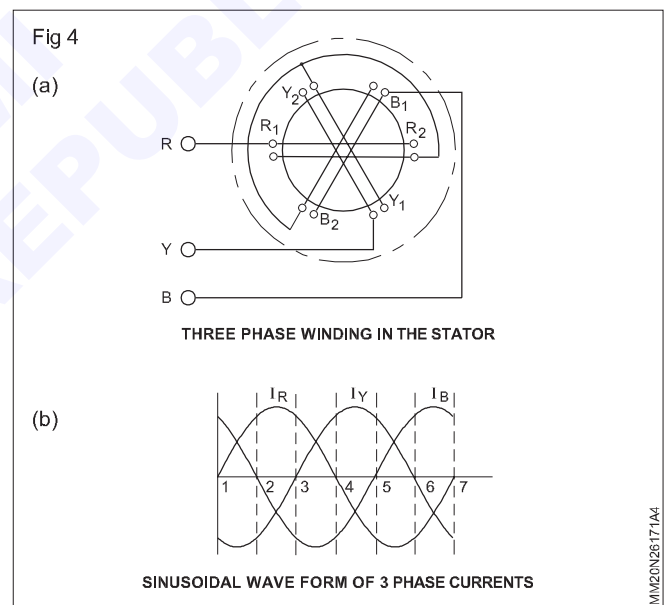 Fig 4
(a)
Y2
B1
R1
R2
R
B2
Y1
Y
B
THREE PHASE WINDING IN THE STATOR
(b)
IR IY IB
1 2 3 4 5 6 7
SINUSOIDAL WAVE FORM OF 3 PHASE CURRENTS
MM20N26171A4